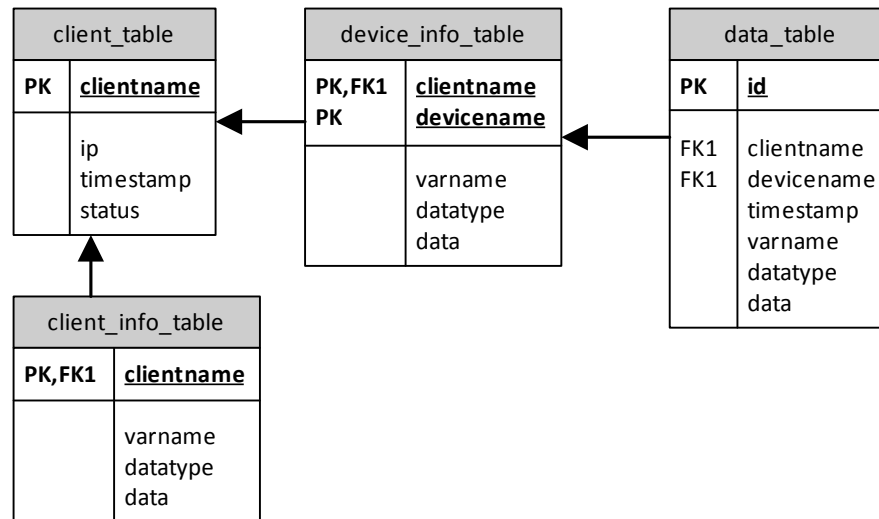 client_table
PK clientname
ip
timestamp
status
device_info_table
PK,FK1 clientname
PK devicename
varname
datatype
data
data_table
PK id
FK1 clientname
FK1 devicename
timestamp
varname
datatype
data
client_info_table
PK,FK1 clientname
varname
datatype
data